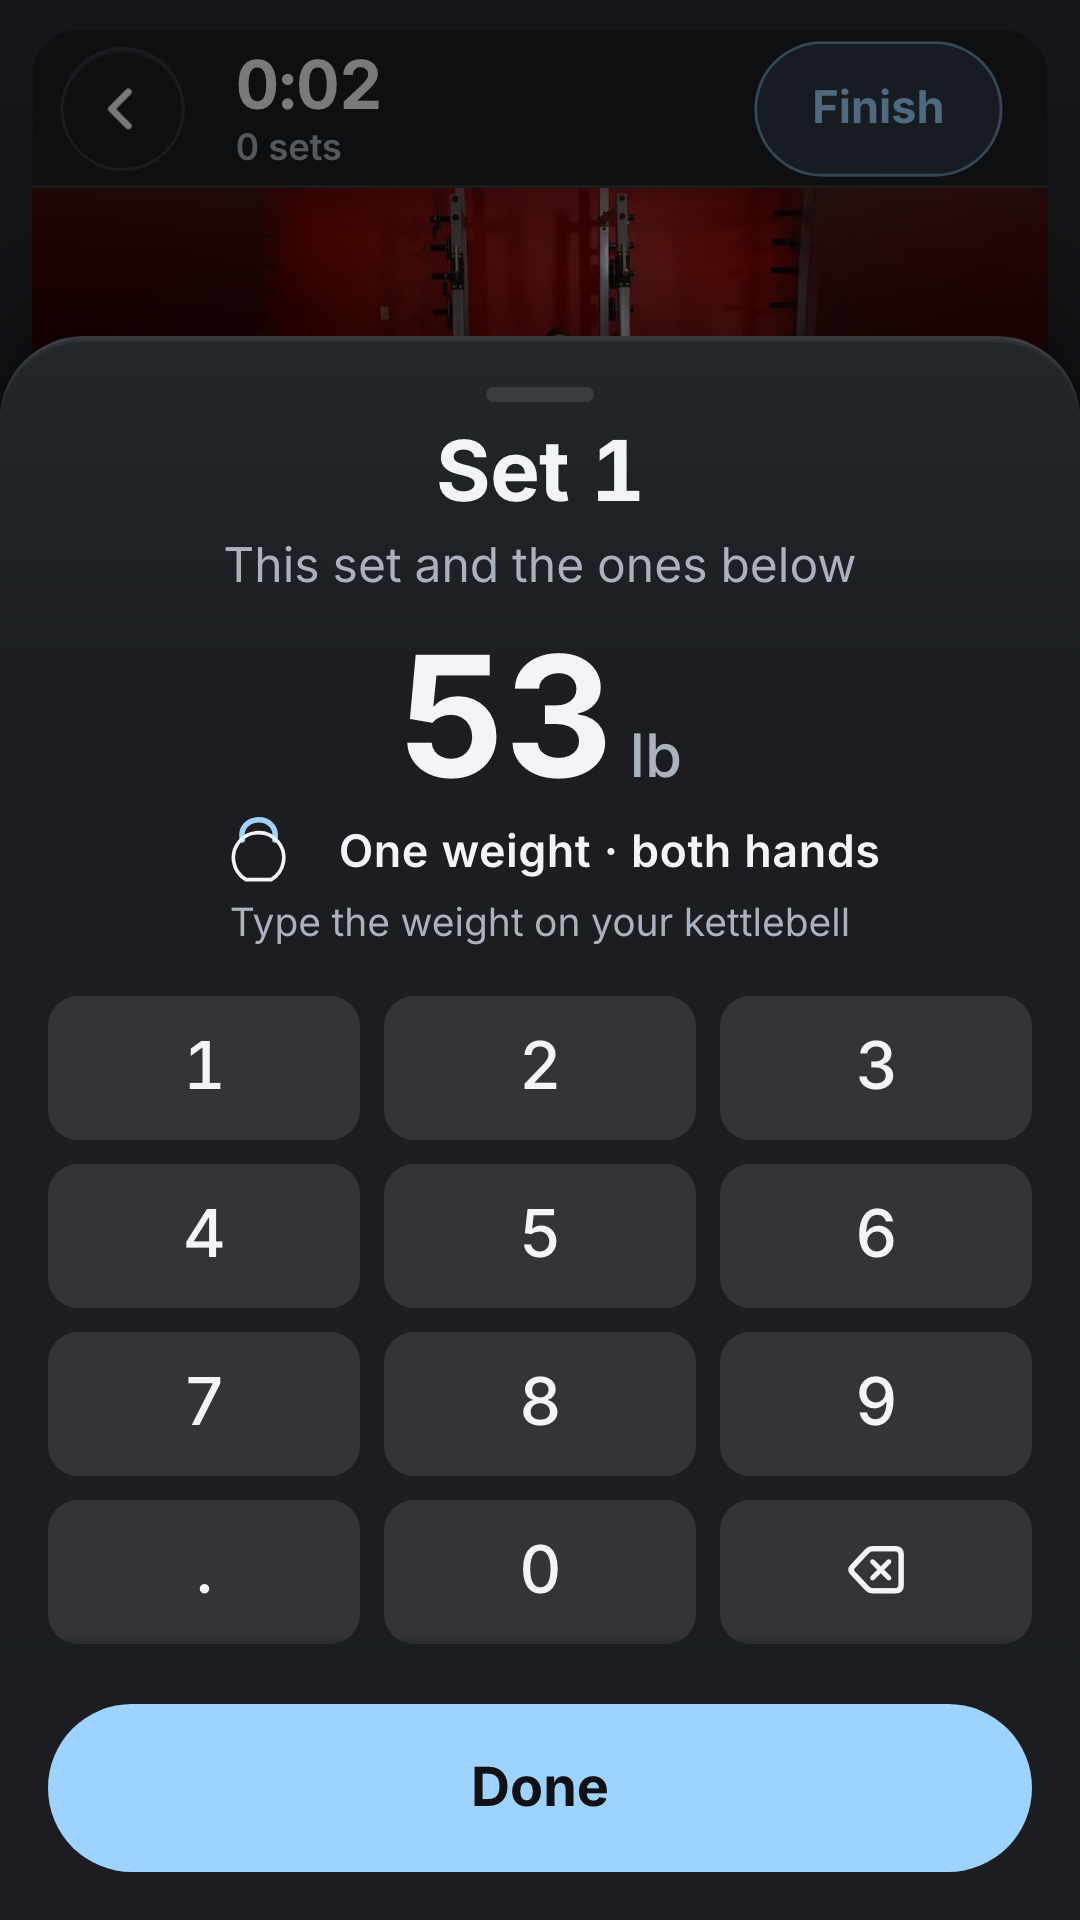 0:02
0 sets
Finish
Set 1
This set and the ones below
53 lb
One weight · both hands
Type the weight on your kettlebell
1 2 3
4 5 6
7 8 9
. 0
Done